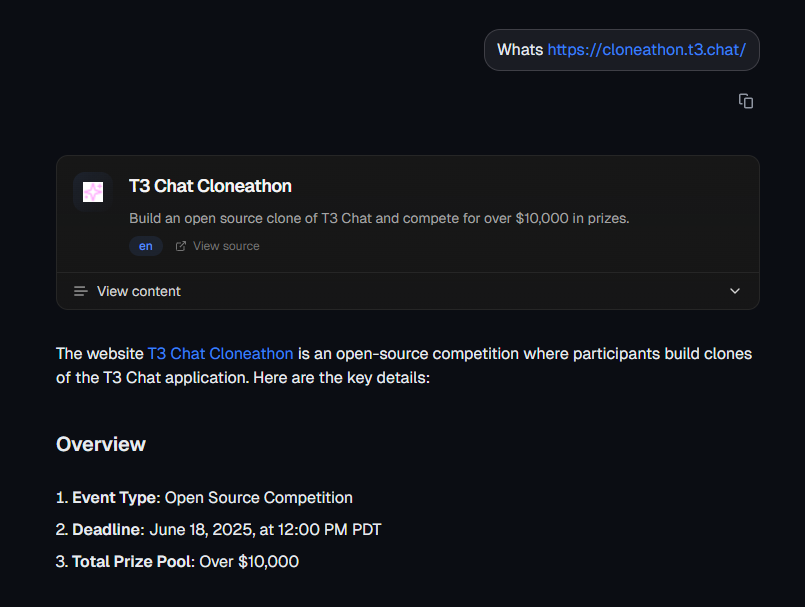 Whats https://cloneathon.t3.chat/
T3 Chat Cloneathon
Build an open source clone of T3 Chat and compete for over $10,000 in prizes.
en View source
View content
The website T3 Chat Cloneathon is an open-source competition where participants build clones
of the T3 Chat application. Here are the key details:
Overview
1. Event Type: Open Source Competition
2. Deadline: June 18, 2025, at 12:00 PM PDT
3. Total Prize Pool: Over $10,000